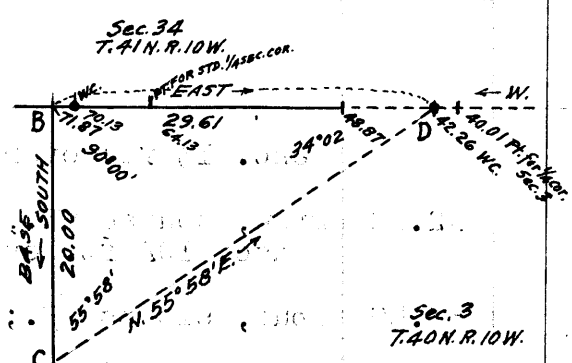 Sec. 34
T. 41 N. R. 10 W.
W.C.
Pt. FOR STD. 1/4 SEC. COR.
EAST
W.
B
70.13
71.87
90°00'
29.61
64.13
34°02
48.871
D
42.26 W.C.
40.01 Pt. for 1/4 cor.
Sec. 3
BASE
SOUTH
20.00
55°58'
N. 55°58' E.
Sec. 3
T. 40 N. R. 10 W.
C